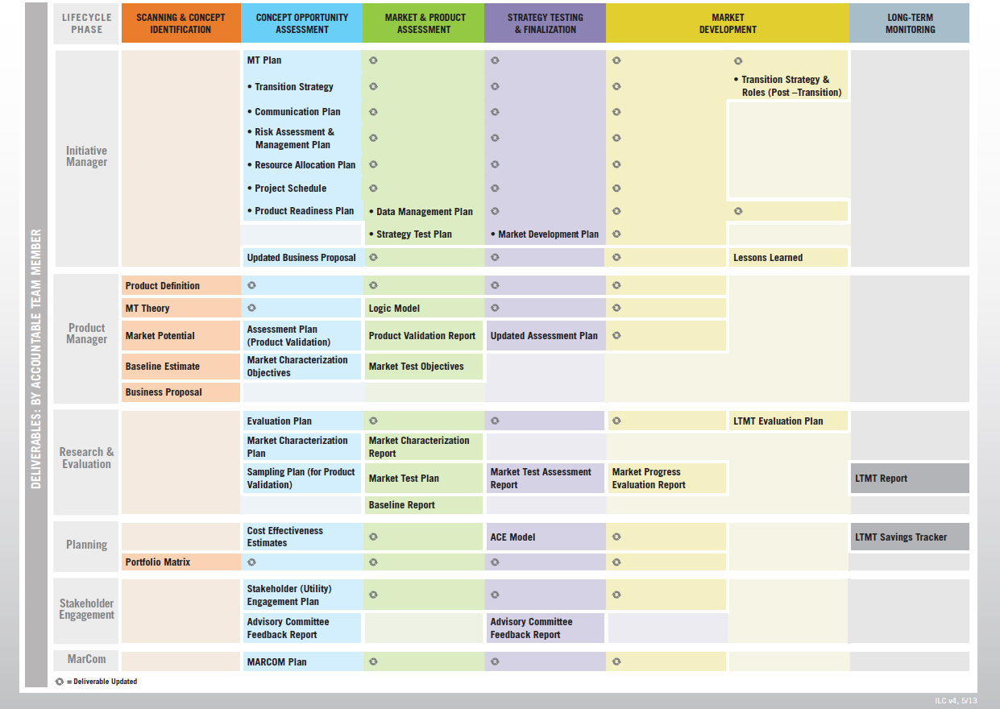 LIFECYCLE
PHASE
SCANNING & CONCEPT
IDENTIFICATION
CONCEPT OPPORTUNITY
ASSESSMENT
MARKET & PRODUCT
ASSESSMENT
STRATEGY TESTING
& FINALIZATION
MARKET
DEVELOPMENT
LONG-TERM
MONITORING
DELIVERABLES: BY ACCOUNTABLE TEAM MEMBER
Initiative
Manager
MT Plan
• Transition Strategy
• Transition Strategy &
Roles (Post –Transition)
• Communication Plan
• Risk Assessment &
Management Plan
• Resource Allocation Plan
• Project Schedule
• Product Readiness Plan
• Data Management Plan
• Strategy Test Plan
• Market Development Plan
Updated Business Proposal
Lessons Learned
Product
Manager
Product Definition
MT Theory
Logic Model
Market Potential
Assessment Plan
(Product Validation)
Product Validation Report
Updated Assessment Plan
Baseline Estimate
Market Characterization
Objectives
Market Test Objectives
Business Proposal
Research &
Evaluation
Evaluation Plan
LTMT Evaluation Plan
Market Characterization
Plan
Market Characterization
Report
Sampling Plan (for Product
Validation)
Market Test Plan
Market Test Assessment
Report
Market Progress
Evaluation Report
LTMT Report
Baseline Report
Planning
Cost Effectiveness
Estimates
ACE Model
LTMT Savings Tracker
Portfolio Matrix
Stakeholder
Engagement
Stakeholder (Utility)
Engagement Plan
Advisory Committee
Feedback Report
Advisory Committee
Feedback Report
MarCom
MARCOM Plan
= Deliverable Updated
ILC v4, 5/13